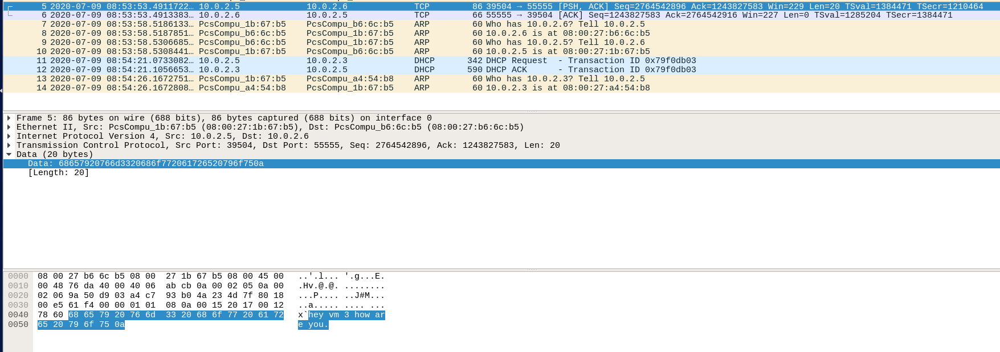 5 2020-07-09 08:53:53.4911722… 10.0.2.5 10.0.2.6 TCP 86 39504 → 55555 [PSH, ACK] Seq=2764542896 Ack=1243827583 Win=229 Len=20 TSval=1384471 TSecr=1210464
6 2020-07-09 08:53:53.4913383… 10.0.2.6 10.0.2.5 TCP 66 55555 → 39504 [ACK] Seq=1243827583 Ack=2764542916 Win=227 Len=0 TSval=1285204 TSecr=1384471
7 2020-07-09 08:53:58.5186133… PcsCompu_1b:67:b5 PcsCompu_b6:6c:b5 ARP 60 Who has 10.0.2.6? Tell 10.0.2.5
8 2020-07-09 08:53:58.5187851… PcsCompu_b6:6c:b5 PcsCompu_1b:67:b5 ARP 60 10.0.2.6 is at 08:00:27:b6:6c:b5
9 2020-07-09 08:53:58.5306685… PcsCompu_b6:6c:b5 PcsCompu_1b:67:b5 ARP 60 Who has 10.0.2.5? Tell 10.0.2.6
10 2020-07-09 08:53:58.5308441… PcsCompu_1b:67:b5 PcsCompu_b6:6c:b5 ARP 60 10.0.2.5 is at 08:00:27:1b:67:b5
11 2020-07-09 08:54:21.0733082… 10.0.2.5 10.0.2.3 DHCP 342 DHCP Request - Transaction ID 0x79f0db03
12 2020-07-09 08:54:21.1056653… 10.0.2.3 10.0.2.5 DHCP 590 DHCP ACK - Transaction ID 0x79f0db03
13 2020-07-09 08:54:26.1672751… PcsCompu_1b:67:b5 PcsCompu_a4:54:b8 ARP 60 Who has 10.0.2.3? Tell 10.0.2.5
14 2020-07-09 08:54:26.1672808… PcsCompu_a4:54:b8 PcsCompu_1b:67:b5 ARP 60 10.0.2.3 is at 08:00:27:a4:54:b8
Frame 5: 86 bytes on wire (688 bits), 86 bytes captured (688 bits) on interface 0
Ethernet II, Src: PcsCompu_1b:67:b5 (08:00:27:1b:67:b5), Dst: PcsCompu_b6:6c:b5 (08:00:27:b6:6c:b5)
Internet Protocol Version 4, Src: 10.0.2.5, Dst: 10.0.2.6
Transmission Control Protocol, Src Port: 39504, Dst Port: 55555, Seq: 2764542896, Ack: 1243827583, Len: 20
Data (20 bytes)
Data: 68657920766d3320686f772061726520796f750a
[Length: 20]
0000 08 00 27 b6 6c b5 08 00 27 1b 67 b5 08 00 45 00 ..'.l... '.g...E.
0010 00 48 76 da 40 00 40 06 ab cb 0a 00 02 05 0a 00 .Hv.@.@. ........
0020 02 06 9a 50 d9 03 a4 c7 93 b0 4a 23 4d 7f 80 18 ...P.... ..J#M...
0030 00 e5 61 f4 00 00 01 01 08 0a 00 15 20 17 00 12 ..a..... .... ...
0040 78 60 68 65 79 20 76 6d 33 20 68 6f 77 20 61 72 x`hey vm 3 how ar
0050 65 20 79 6f 75 0a e you.